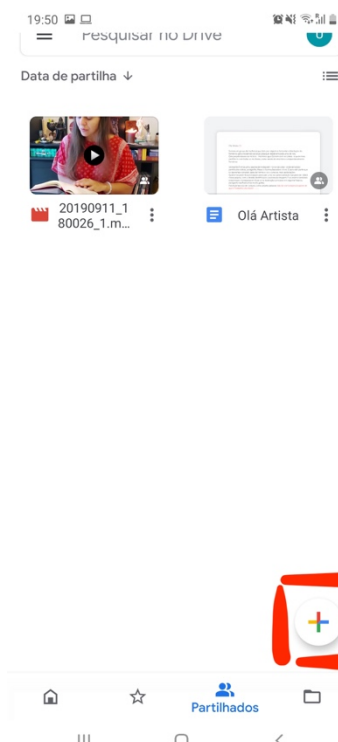 19:50
Pesquisar no Drive
Data de partilha ↓
20190911_1
80026_1.m...
Olá Artista
Partilhados